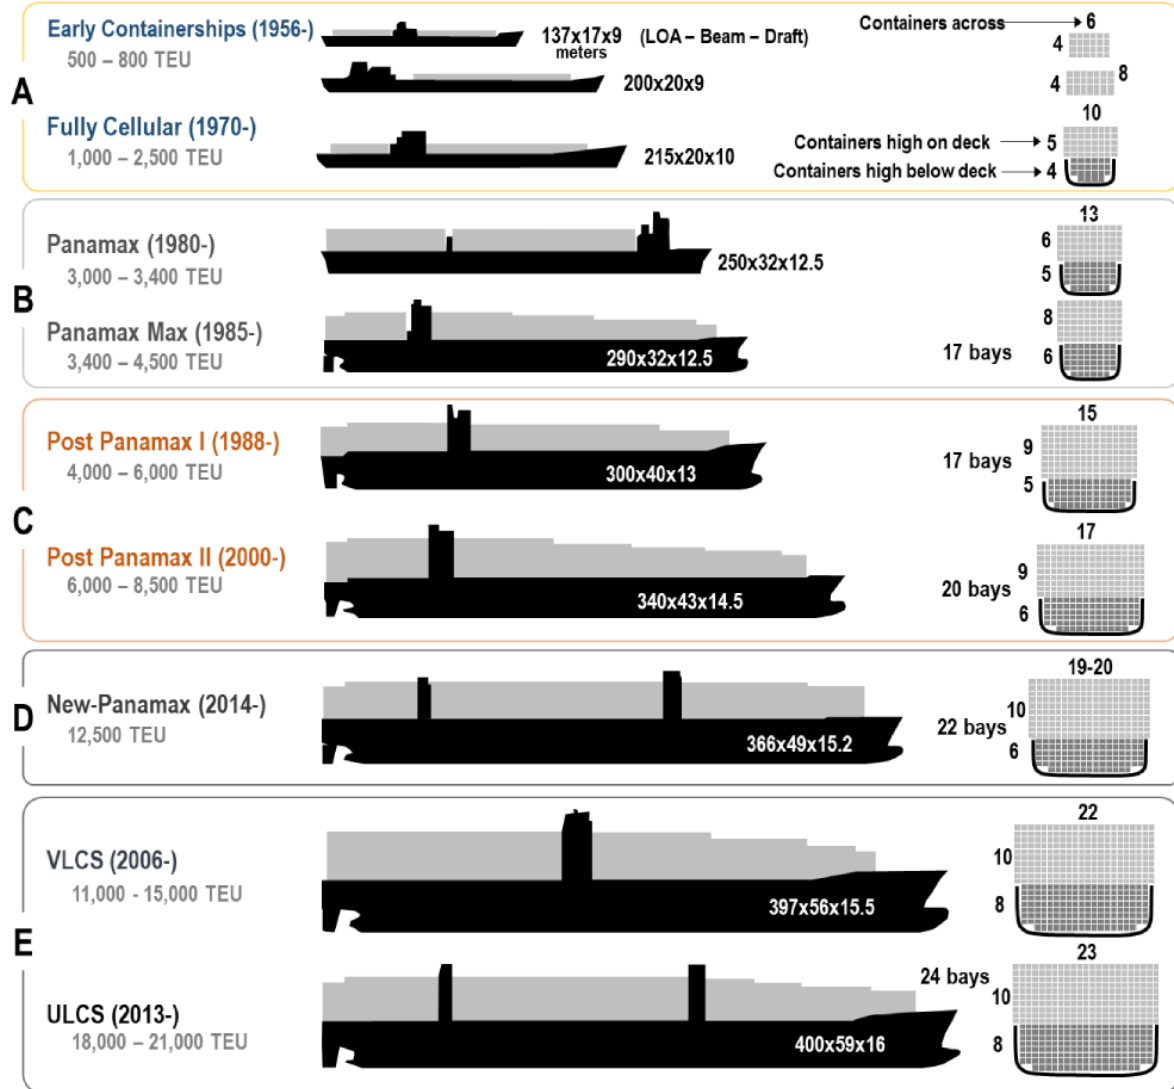 Early Containerships (1956-)
500 – 800 TEU
137x17x9 (LOA – Beam – Draft)
meters
Containers across 6
4
200x20x9
4 8
A
Fully Cellular (1970-)
1,000 – 2,500 TEU
215x20x10
10
Containers high on deck 5
Containers high below deck 4
B
Panamax (1980-)
3,000 – 3,400 TEU
250x32x12.5
13
6
5
Panamax Max (1985-)
3,400 – 4,500 TEU
290x32x12.5
17 bays
8
6
C
Post Panamax I (1988-)
4,000 – 6,000 TEU
300x40x13
17 bays
15
9
5
Post Panamax II (2000-)
6,000 – 8,500 TEU
340x43x14.5
20 bays
17
9
6
D
New-Panamax (2014-)
12,500 TEU
366x49x15.2
22 bays
19-20
10
6
E
VLCS (2006-)
11,000 - 15,000 TEU
397x56x15.5
22
10
8
ULCS (2013-)
18,000 – 21,000 TEU
400x59x16
24 bays
23
10
8